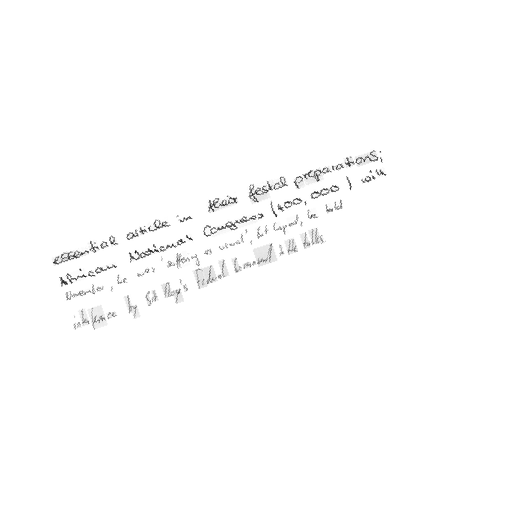 essential article in their festal preparations;
African National Congress (400,000) with
November, he was 'suffering as usual'. But beyond, he told
interference by Sir Roy's Federal Government in the talks.